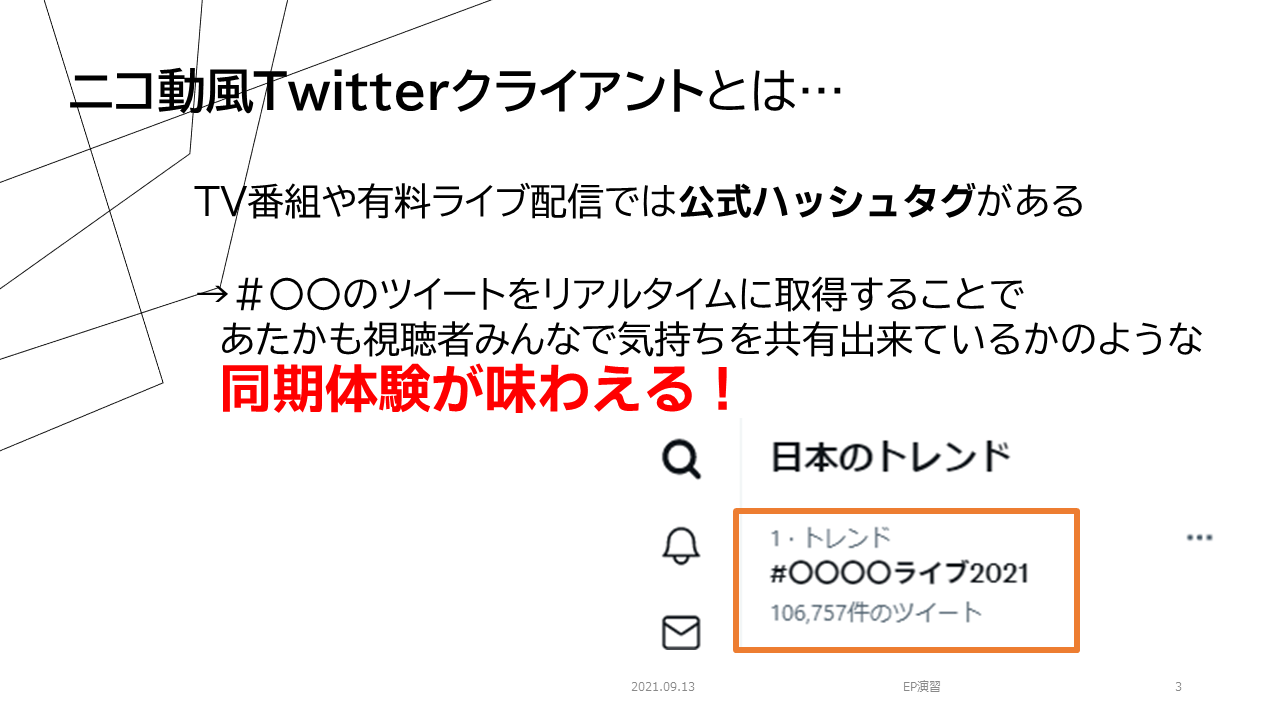 ニコ動風Twitterクライアントとは…
TV番組や有料ライブ配信では公式ハッシュタグがある
→＃〇〇のツイートをリアルタイムに取得することで
あたかも視聴者みんなで気持ちを共有出来ているかのような
同期体験が味わえる！
日本のトレンド
1・トレンド
#〇〇〇〇ライブ2021
106,757件のツイート
2021.09.13
EP演習
3